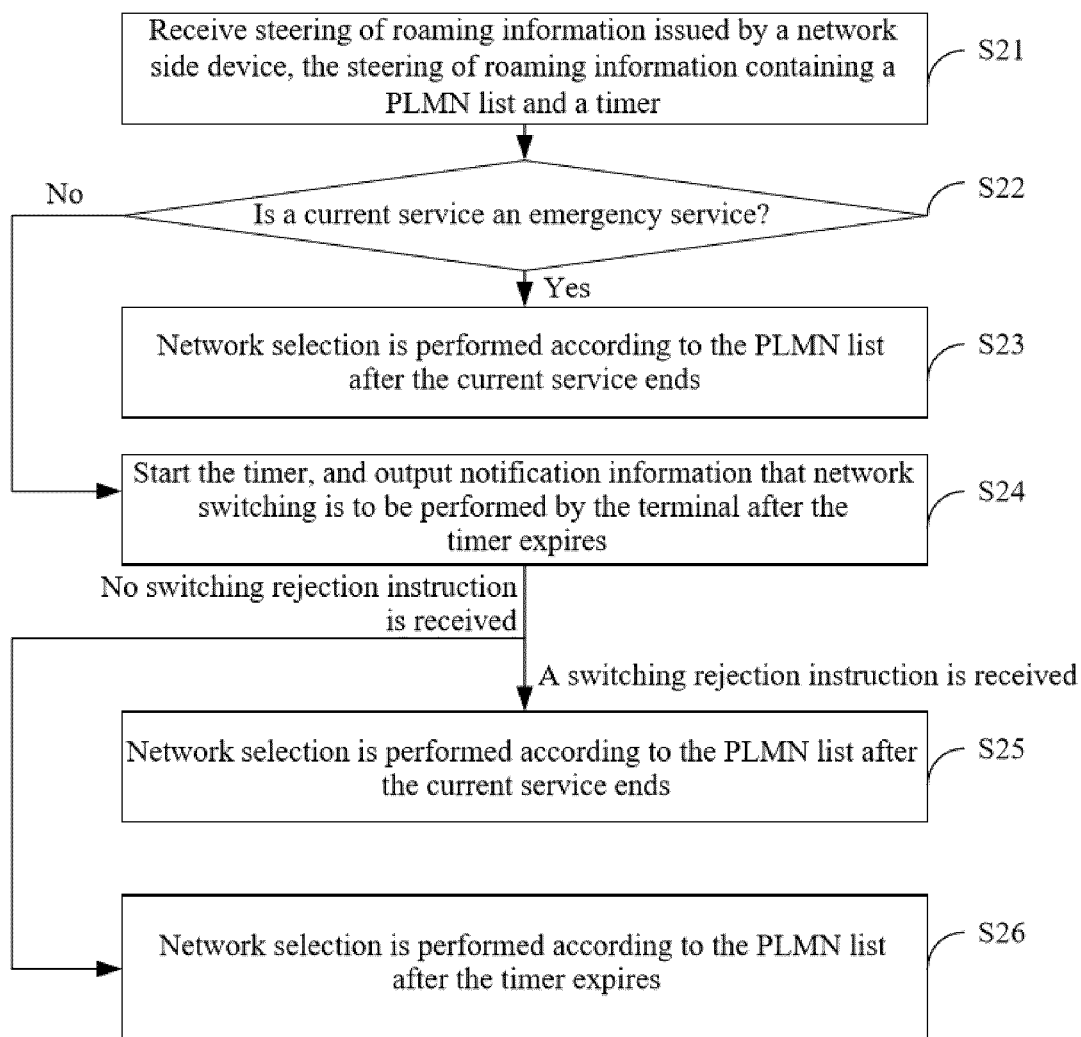 Receive steering of roaming information issued by a network
side device, the steering of roaming information containing a
PLMN list and a timer
S21
No
Is a current service an emergency service?
S22
Yes
Network selection is performed according to the PLMN list
after the current service ends
S23
Start the timer, and output notification information that network
switching is to be performed by the terminal after the
timer expires
S24
No switching rejection instruction
is received
A switching rejection instruction is received
Network selection is performed according to the PLMN list after
the current service ends
S25
Network selection is performed according to the PLMN list
after the timer expires
S26